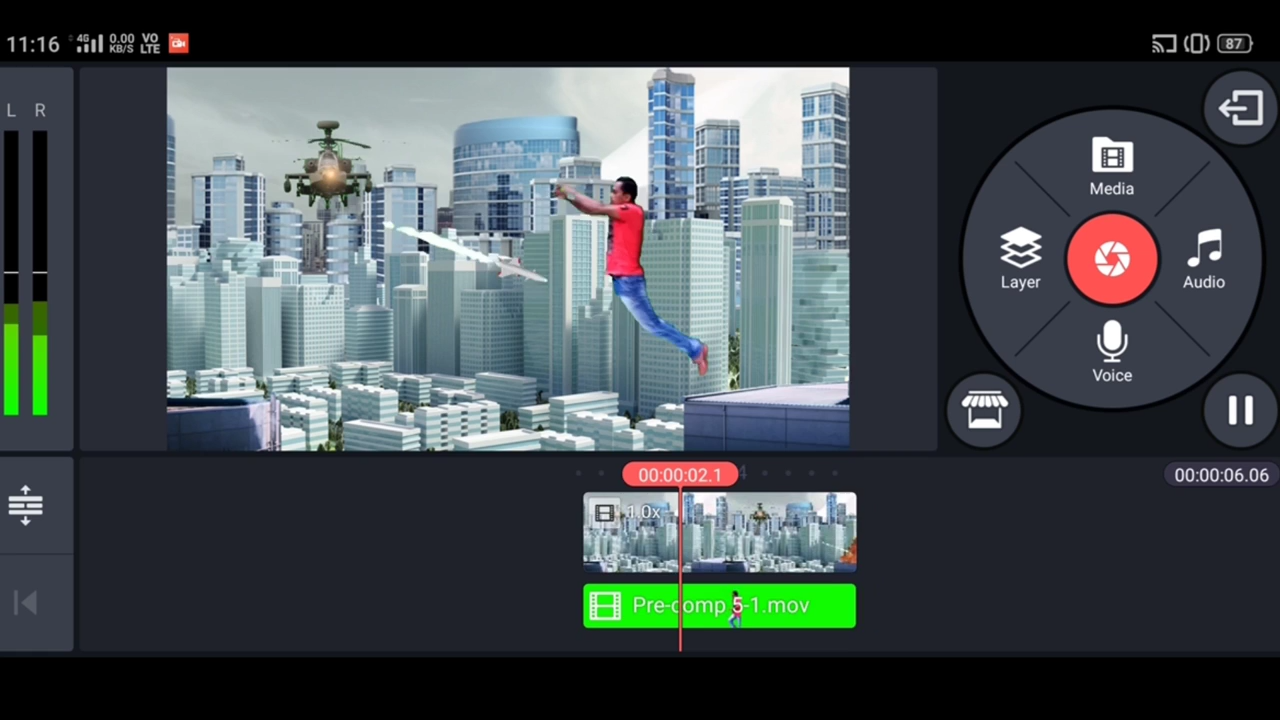 11:16 4G 0.00 KB/S VO LTE 87
L R
Media
Layer
Audio
Voice
00:00:02.1
4
00:00:06.06
1.0x
Pre-comp 5-1.mov